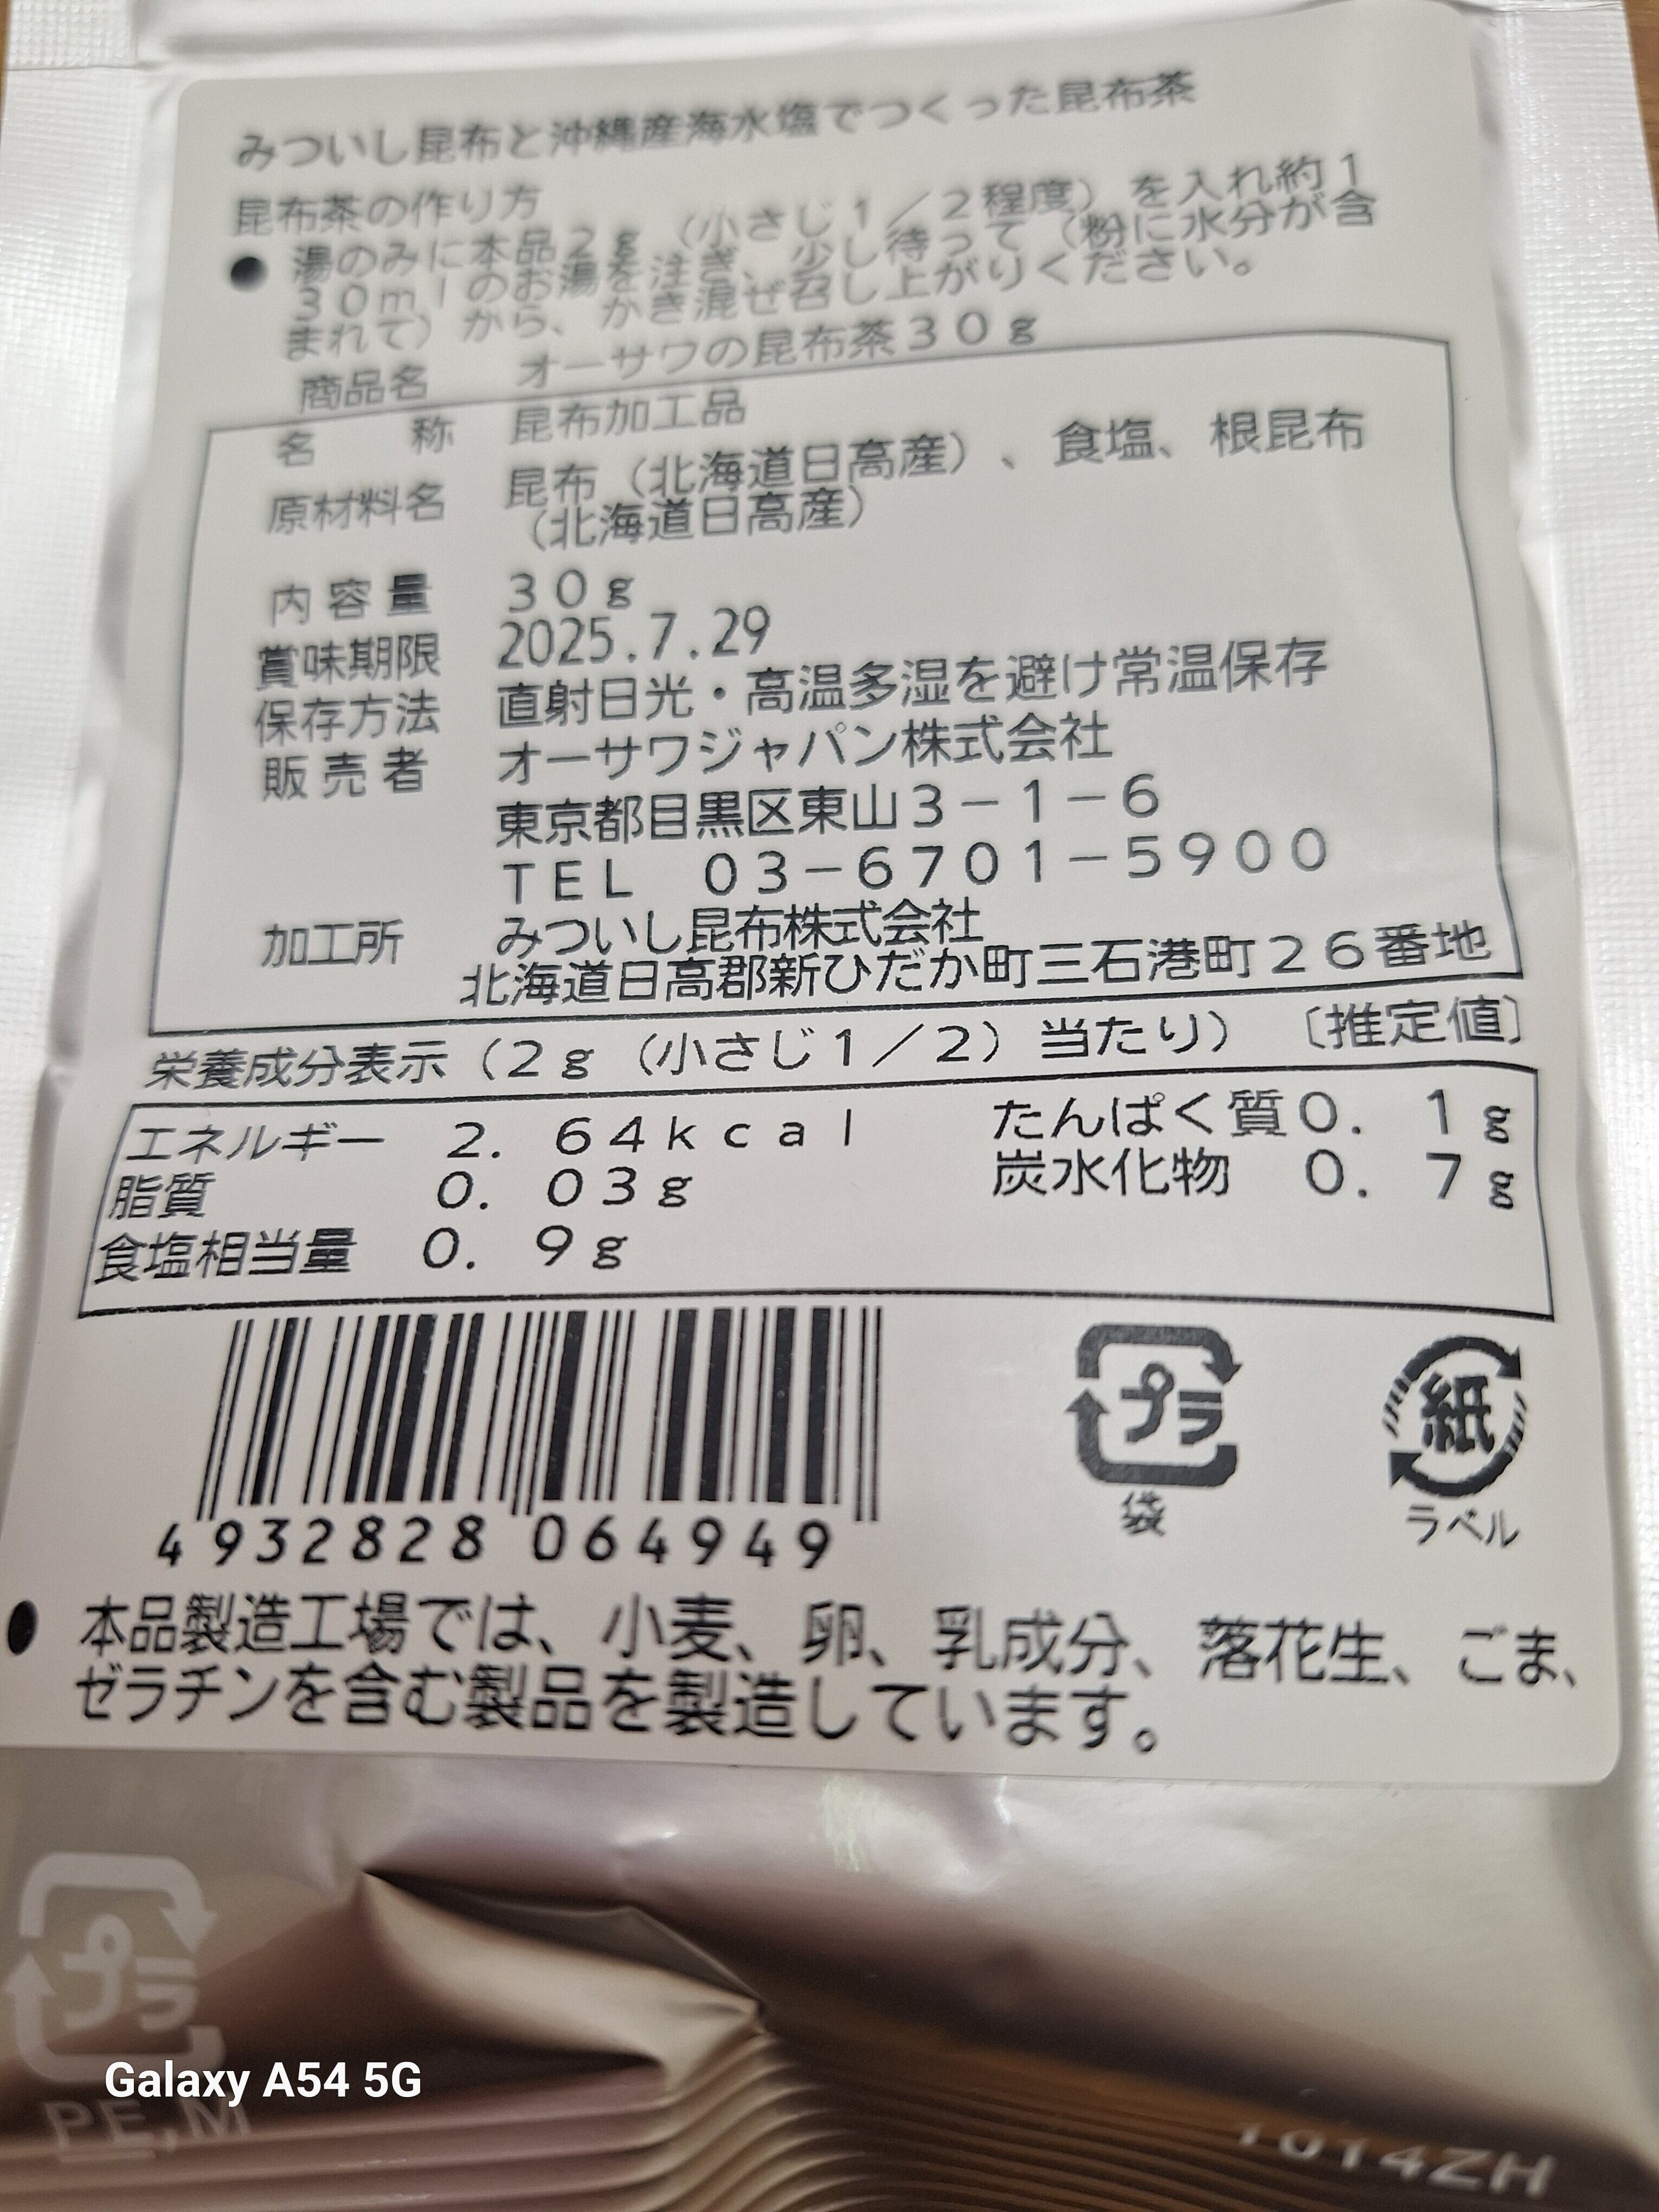 みついし昆布と沖縄産海水塩でつくった昆布茶
昆布茶の作り方
● 湯のみに本品2g（小さじ1／2程度）を入れ約1
30mlのお湯を注ぎ、少し待って（粉に水分が含
まれて）から、かき混ぜ召し上がりください。
商品名 オーサワの昆布茶30g
名 称 昆布加工品
原材料名 昆布（北海道日高産）、食塩、根昆布
（北海道日高産）
内容量 30g
賞味期限 2025.7.29
保存方法 直射日光・高温多湿を避け常温保存
販売者 オーサワジャパン株式会社
東京都目黒区東山3－1－6
TEL 03－6701－5900
加工所 みついし昆布株式会社
北海道日高郡新ひだか町三石港町26番地
栄養成分表示（2g（小さじ1／2）当たり）〔推定値〕
エネルギー 2.64kcal たんぱく質0.1g
脂質 0.03g 炭水化物 0.7g
食塩相当量 0.9g
プラ 紙
袋 ラベル
4 932828 064949
● 本品製造工場では、小麦、卵、乳成分、落花生、ごま、
ゼラチンを含む製品を製造しています。
プラ
PE,M
1014ZH
Galaxy A54 5G